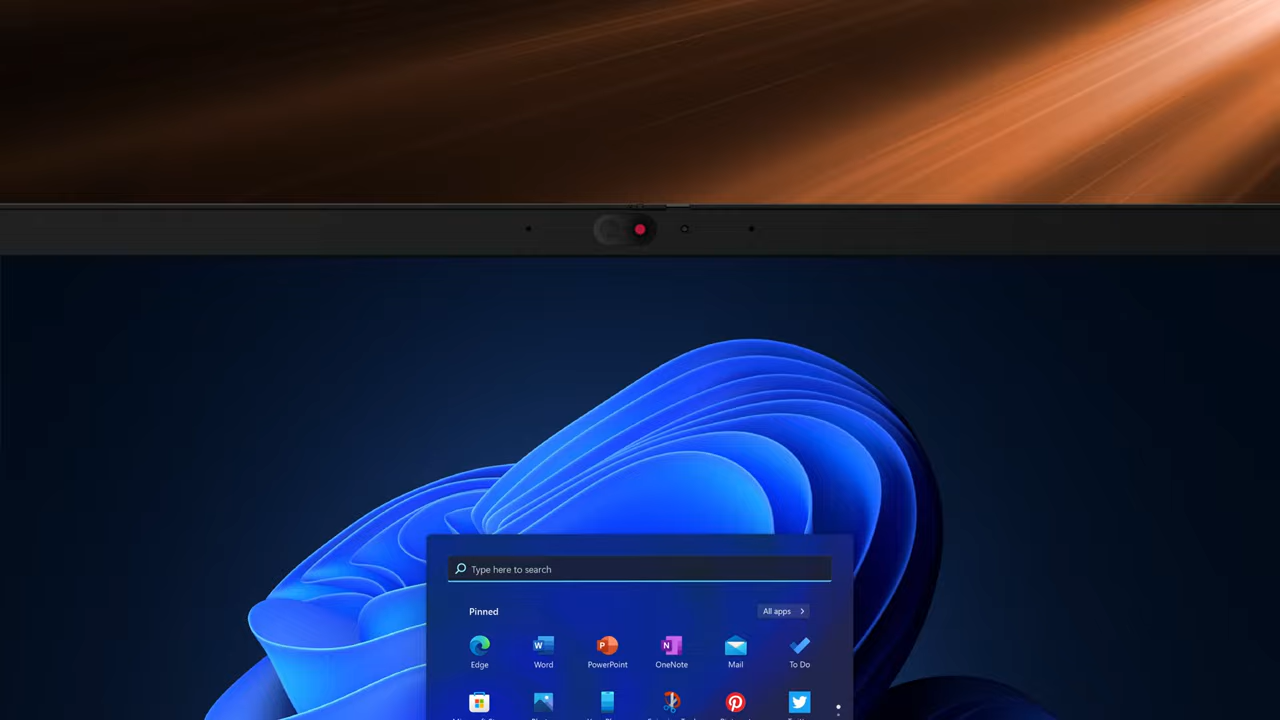 Type here to search
Pinned
All apps
Edge
Word
PowerPoint
OneNote
Mail
To Do